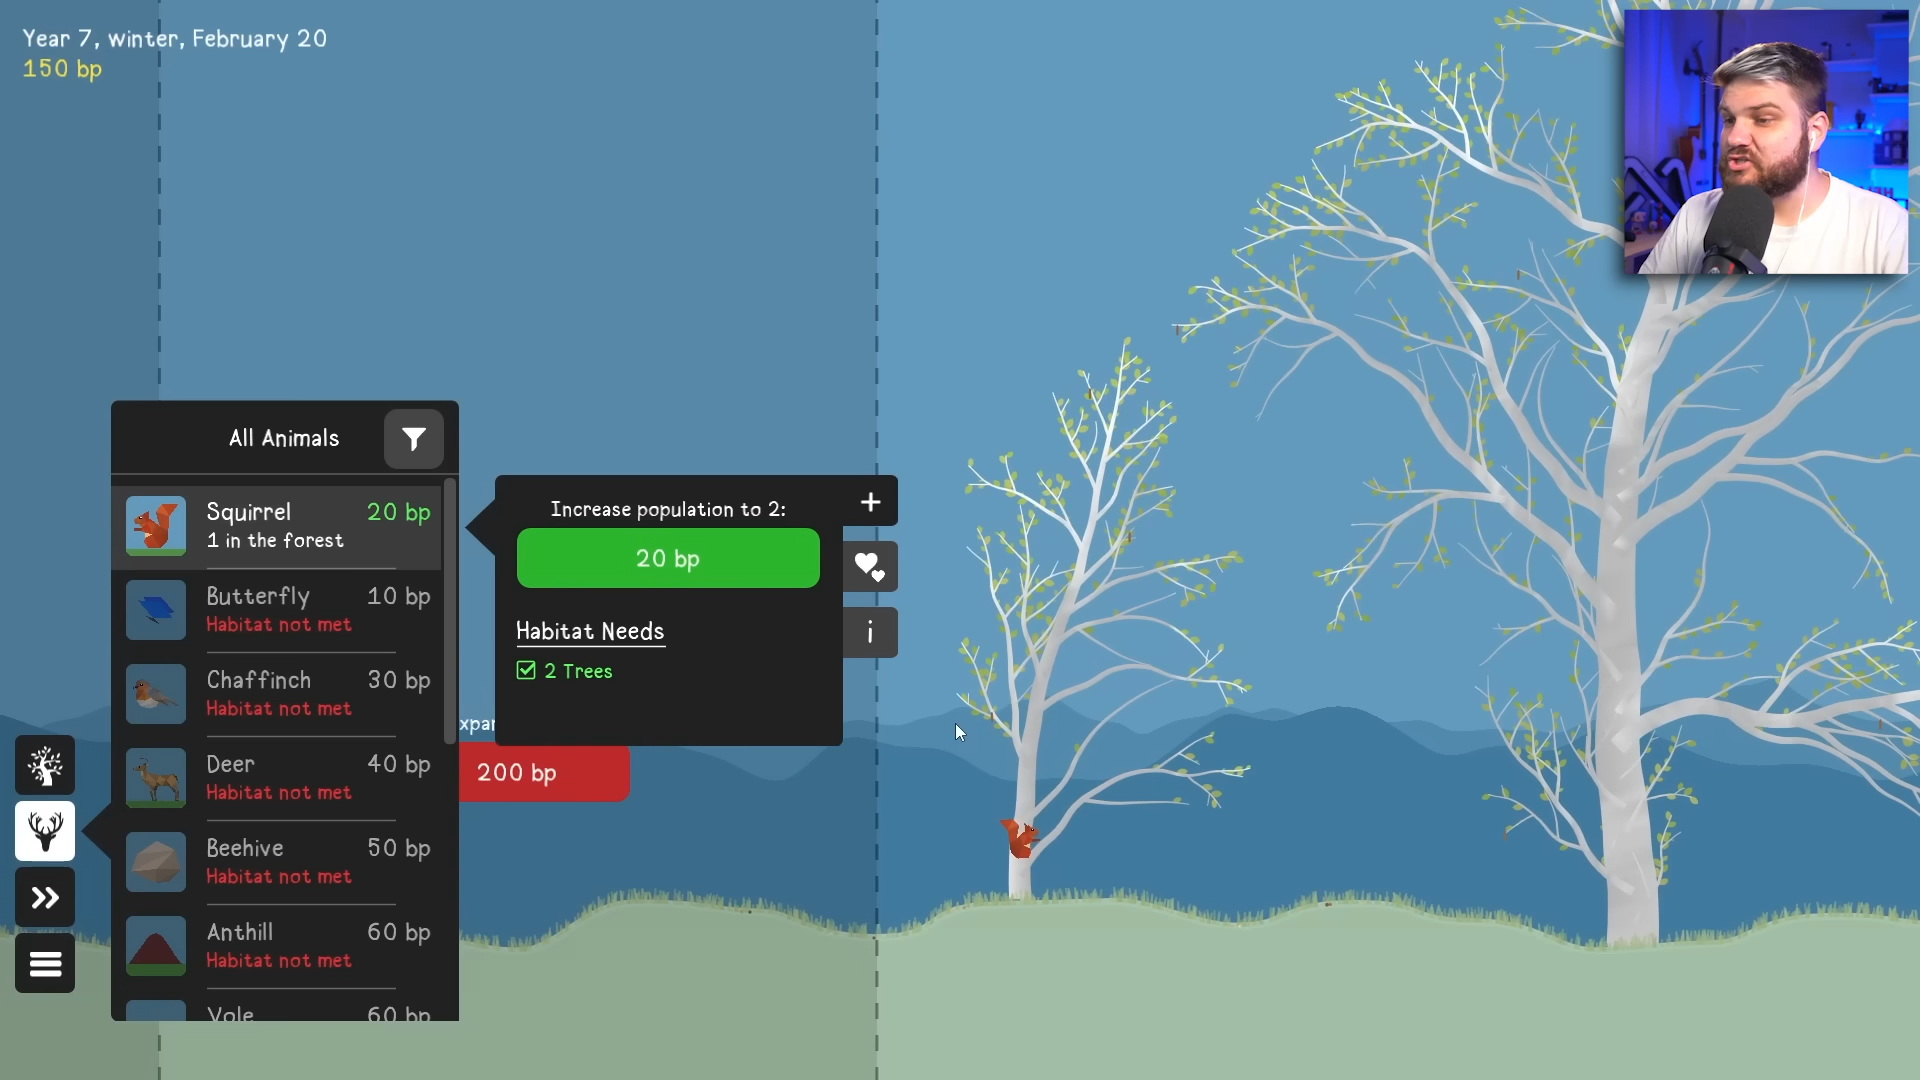 Year 7, winter, February 20
150 bp
All Animals
Squirrel 20 bp
1 in the forest
Butterfly 10 bp
Habitat not met
Chaffinch 30 bp
Habitat not met
Deer 40 bp
Habitat not met
Beehive 50 bp
Habitat not met
Anthill 60 bp
Habitat not met
Vole 60 bp
Increase population to 2:
20 bp
Habitat Needs
2 Trees
i
xpan
200 bp